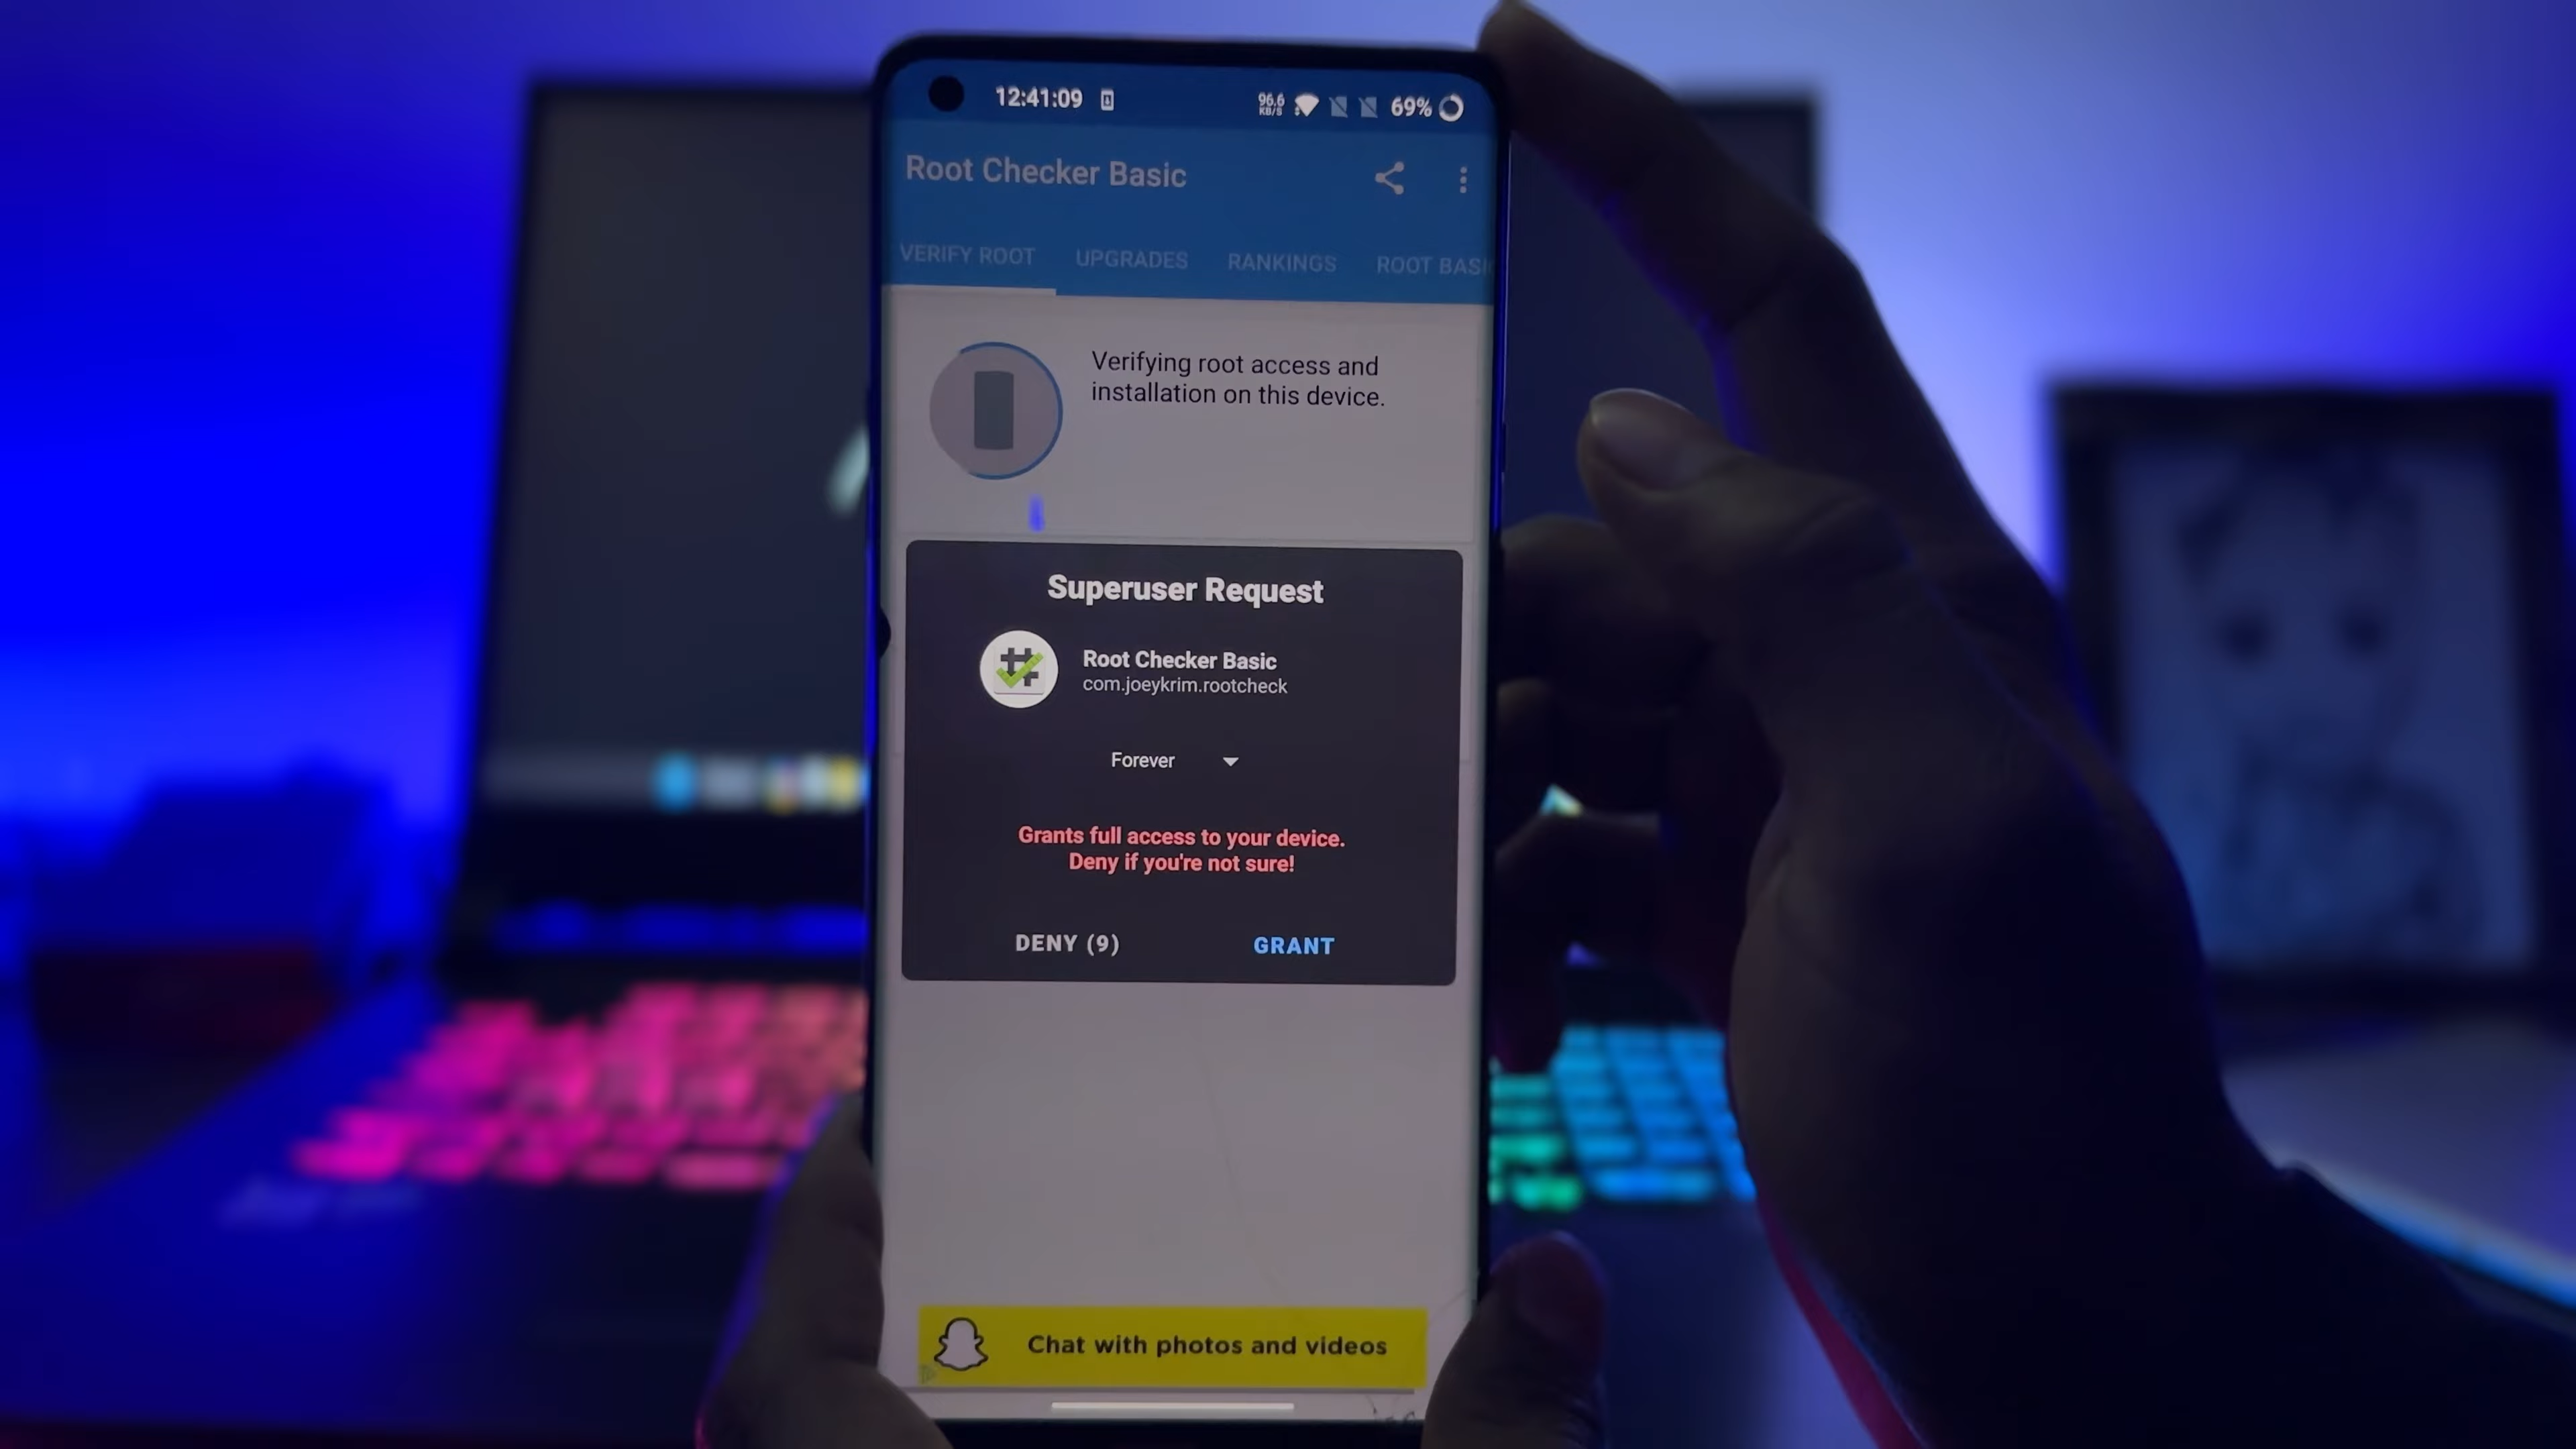 12:41:09
96.6
KB/S
69%
Root Checker Basic
VERIFY ROOT
UPGRADES
RANKINGS
ROOT BASI
Verifying root access and
installation on this device.
Superuser Request
Root Checker Basic
com.joeykrim.rootcheck
Forever
Grants full access to your device.
Deny if you're not sure!
DENY (9)
GRANT
Chat with photos and videos